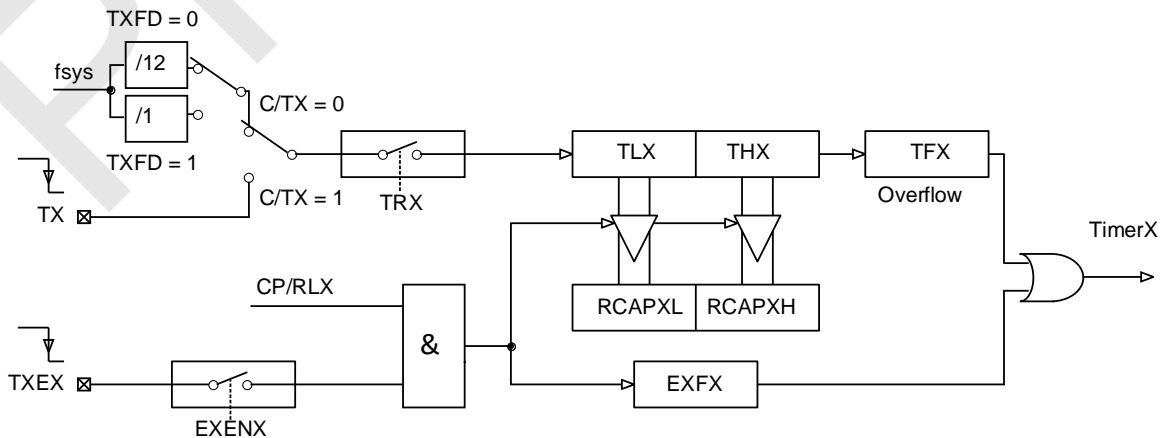 TXFD = 0
/12
fsys
/1
TXFD = 1
C/TX = 0
C/TX = 1
TX
TRX
TLX
THX
TFX
Overflow
TimerX
CP/RLX
&
RCAPXL
RCAPXH
TXEX
EXENX
EXFX